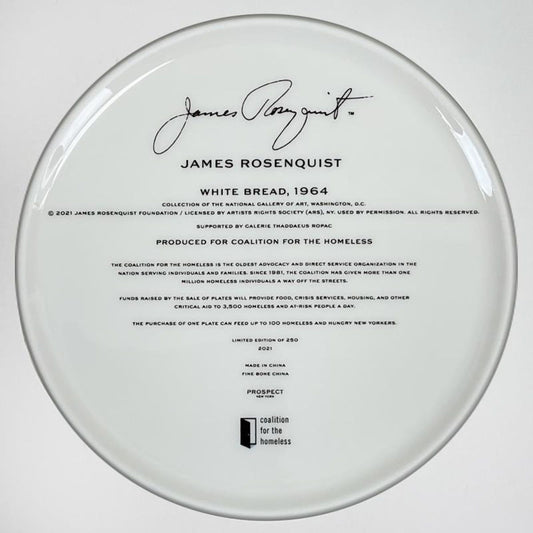 James Rosenquist ™
JAMES ROSENQUIST
WHITE BREAD, 1964
COLLECTION OF THE NATIONAL GALLERY OF ART, WASHINGTON, D.C.
© 2021 JAMES ROSENQUIST FOUNDATION / LICENSED BY ARTISTS RIGHTS SOCIETY (ARS), NY. USED BY PERMISSION. ALL RIGHTS RESERVED.
SUPPORTED BY GALERIE THADDAEUS ROPAC
PRODUCED FOR COALITION FOR THE HOMELESS
THE COALITION FOR THE HOMELESS IS THE OLDEST ADVOCACY AND DIRECT SERVICE ORGANIZATION IN THE
NATION SERVING INDIVIDUALS AND FAMILIES. SINCE 1981, THE COALITION HAS GIVEN MORE THAN ONE
MILLION HOMELESS INDIVIDUALS A WAY OFF THE STREETS.
FUNDS RAISED BY THE SALE OF PLATES WILL PROVIDE FOOD, CRISIS SERVICES, HOUSING, AND OTHER
CRITICAL AID TO 3,500 HOMELESS AND AT-RISK PEOPLE A DAY.
THE PURCHASE OF ONE PLATE CAN FEED UP TO 100 HOMELESS AND HUNGRY NEW YORKERS.
LIMITED EDITION OF 250
2021
MADE IN CHINA
FINE BONE CHINA
PROSPECT
NEW YORK
coalition
for the
homeless